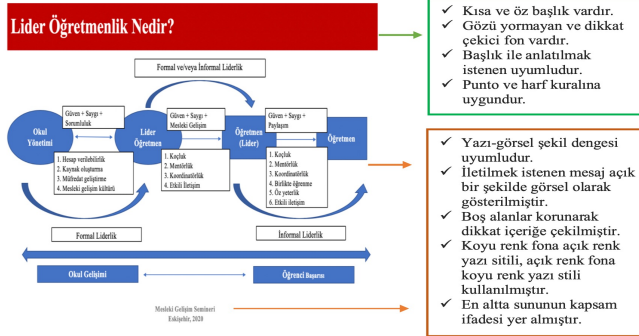 Lider Öğretmenlik Nedir?
Formal ve/veya İnformal Liderlik
Güven + Saygı +
Sorumluluk
Güven + Saygı +
Mesleki Gelişim
Güven + Saygı +
Paylaşım
Okul
Yönetimi
Lider
Öğretmen
Öğretmen
(Lider)
Öğretmen
1. Hesap verilebilirlik
2. Kaynak oluşturma
3. Müfredat geliştirme
4. Mesleki gelişim kültürü
1. Koçluk
2. Mentörlük
3. Koordinatörlük
4. Etkili İletişim
1. Koçluk
2. Mentörlük
3. Koordinatörlük
4. Birlikte öğrenme
5. Öz yeterlik
6. Etkili iletişim
Formal Liderlik
İnformal Liderlik
Okul Gelişimi
Öğrenci Başarısı
Mesleki Gelişim Semineri
Eskişehir, 2020
✓ Kısa ve öz başlık vardır.
✓ Gözü yormayan ve dikkat
çekici fon vardır.
✓ Başlık ile anlatılmak
istenen uyumludur.
✓ Punto ve harf kuralına
uygundur.
✓ Yazı-görsel şekil dengesi
uyumludur.
✓ İletilmek istenen mesaj açık
bir şekilde görsel olarak
gösterilmiştir.
✓ Boş alanlar korunarak
dikkat içeriğe çekilmiştir.
✓ Koyu renk fona açık renk
yazı sitili, açık renk fona
koyu renk yazı stili
kullanılmıştır.
✓ En altta sununun kapsam
ifadesi yer almıştır.